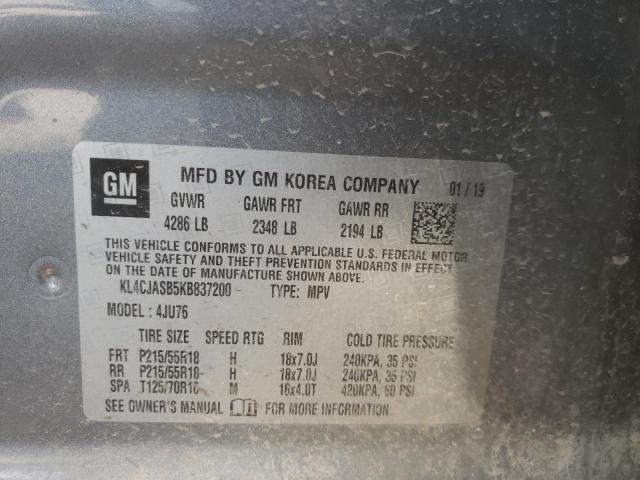 GM
MFD BY GM KOREA COMPANY 01/19
GVWR GAWR FRT GAWR RR
4286 LB 2348 LB 2194 LB
THIS VEHICLE CONFORMS TO ALL APPLICABLE U.S. FEDERAL MOTOR
VEHICLE SAFETY AND THEFT PREVENTION STANDARDS IN EFFECT
ON THE DATE OF MANUFACTURE SHOWN ABOVE.
KL4CJASB5KB837200 TYPE: MPV
MODEL: 4JU76
TIRE SIZE SPEED RTG RIM COLD TIRE PRESSURE
FRT P215/55R18 H 18x7.0J 240KPA, 35 PSI
RR P215/55R18 H 18x7.0J 240KPA, 35 PSI
SPA T125/70R16 M 16x4.0T 420KPA, 60 PSI
SEE OWNER'S MANUAL FOR MORE INFORMATION.